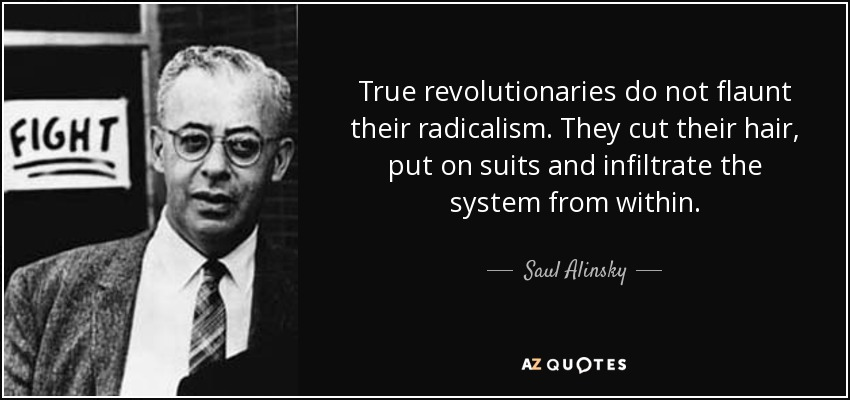 FIGHT
True revolutionaries do not flaunt
their radicalism. They cut their hair,
put on suits and infiltrate the
system from within.
Saul Alinsky
AZ QUOTES